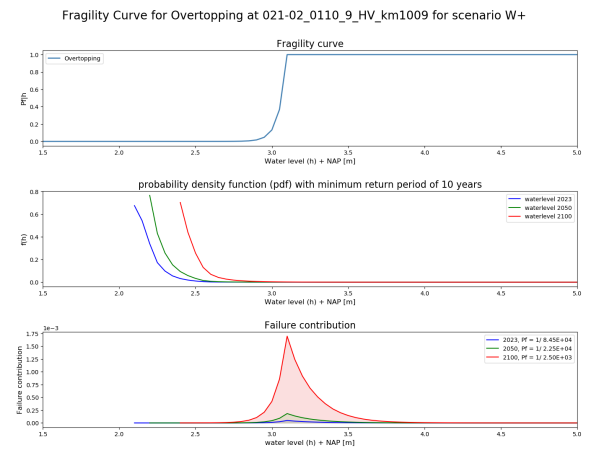 Fragility Curve for Overtopping at 021-02_0110_9_HV_km1009 for scenario W+
Fragility curve
1.0
0.8
0.6
0.4
0.2
0.0
Pf|h
Overtopping
1.5 2.0 2.5 3.0 3.5 4.0 4.5 5.0
Water level (h) + NAP [m]
probability density function (pdf) with minimum return period of 10 years
0.8
0.6
0.4
0.2
0.0
f(h)
waterlevel 2023
waterlevel 2050
waterlevel 2100
1.5 2.0 2.5 3.0 3.5 4.0 4.5 5.0
Water level (h) + NAP [m]
Failure contribution
1e−3
1.75
1.50
1.25
1.00
0.75
0.50
0.25
0.00
Failure contribution
2023, Pf = 1/ 8.45E+04
2050, Pf = 1/ 2.25E+04
2100, Pf = 1/ 2.50E+03
1.5 2.0 2.5 3.0 3.5 4.0 4.5 5.0
water level (h) + NAP [m]